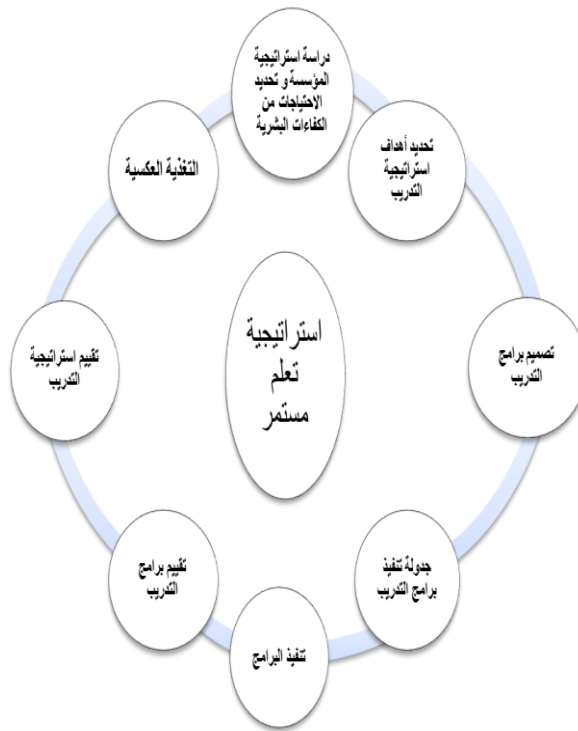 دراسة استراتيجية
المؤسسة و تحديد
الاحتياجات من
الكفاءات البشرية
تحديد أهداف
استراتيجية
التدريب
تصميم برامج
التدريب
جدولة تنفيذ
برامج التدريب
تنفيذ البرامج
تقييم برامج
التدريب
تقييم استراتيجية
التدريب
التغذية العكسية
استراتيجية
تعلم
مستمر